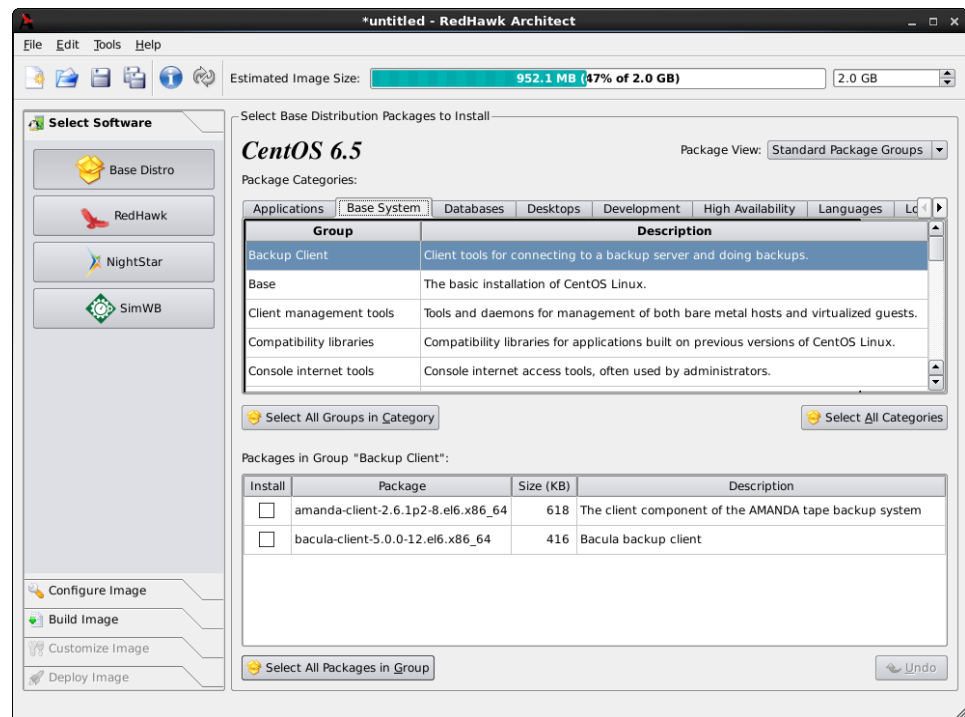 *untitled - RedHawk Architect
File Edit Tools Help
Estimated Image Size: 952.1 MB (47% of 2.0 GB) 2.0 GB
Select Software
Base Distro
RedHawk
NightStar
SimWB
Configure Image
Build Image
Customize Image
Deploy Image
Select Base Distribution Packages to Install
CentOS 6.5
Package View: Standard Package Groups
Package Categories:
Applications Base System Databases Desktops Development High Availability Languages Lo
Group Description
Backup Client Client tools for connecting to a backup server and doing backups.
Base The basic installation of CentOS Linux.
Client management tools Tools and daemons for management of both bare metal hosts and virtualized guests.
Compatibility libraries Compatibility libraries for applications built on previous versions of CentOS Linux.
Console internet tools Console internet access tools, often used by administrators.
Select All Groups in Category Select All Categories
Packages in Group "Backup Client":
Install Package Size (KB) Description
amanda-client-2.6.1p2-8.el6.x86_64 618 The client component of the AMANDA tape backup system
bacula-client-5.0.0-12.el6.x86_64 416 Bacula backup client
Select All Packages in Group Undo